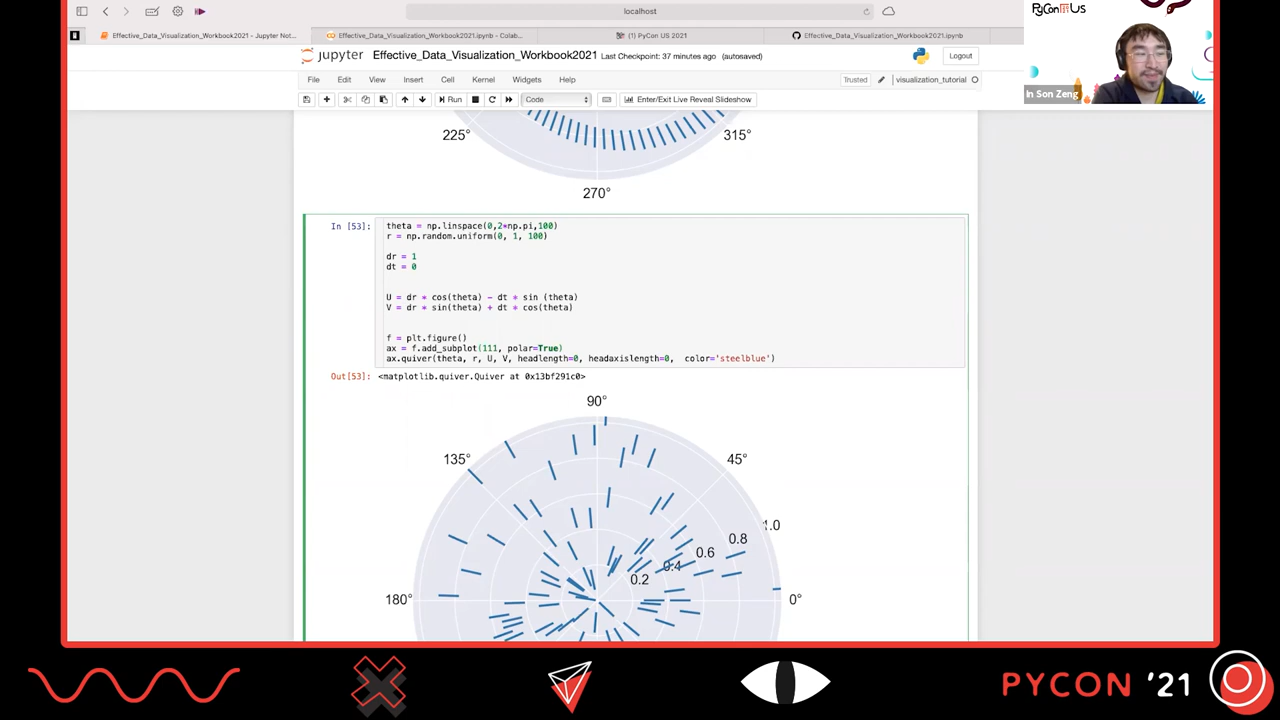 localhost
Effective_Data_Visualization_Workbook2021.ipynb - Jupyter Not...
Effective_Data_Visualization_Workbook2021.ipynb - Colab...
(1) PyCon US 2021
Effective_Data_Visualization_Workbook2021.ipynb
PyCon US
jupyter Effective_Data_Visualization_Workbook2021 Last Checkpoint: 37 minutes ago (autosaved)
Logout
File Edit View Insert Cell Kernel Widgets Help
Trusted
visualization_tutorial
In Son Zeng
Run
Code
Enter/Exit Live Reveal Slideshow
225°
315°
270°
In [53]:
theta = np.linspace(0,2*np.pi,100)
r = np.random.uniform(0, 1, 100)
dr = 1
dt = 0
U = dr * cos(theta) - dt * sin (theta)
V = dr * sin(theta) + dt * cos(theta)
f = plt.figure()
ax = f.add_subplot(111, polar=True)
ax.quiver(theta, r, U, V, headlength=0, headaxislength=0, color='steelblue')
Out[53]: <matplotlib.quiver.Quiver at 0x13bf291c0>
90°
135°
45°
1.0
0.8
0.6
0.4
0.2
180°
0°
PYCON '21